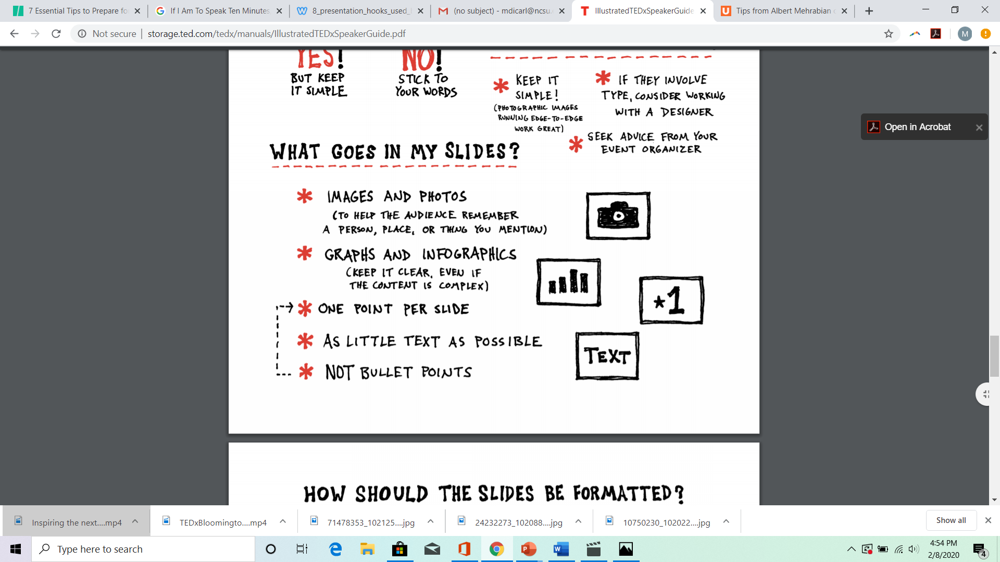 7 Essential Tips to Prepare fo
If I Am To Speak Ten Minutes,
8_presentation_hooks_used_
(no subject) - mdicarl@ncsu.
IllustratedTEDxSpeakerGuide
Tips from Albert Mehrabian
Not secure | storage.ted.com/tedx/manuals/IllustratedTEDxSpeakerGuide.pdf
M
YES!
BUT KEEP
IT SIMPLE
NO!
STICK TO
YOUR WORDS
* KEEP IT
SIMPLE!
(PHOTOGRAPHIC IMAGES
RUNNING EDGE-TO-EDGE
WORK GREAT)
* IF THEY INVOLVE
TYPE, CONSIDER WORKING
WITH A DESIGNER
* SEEK ADVICE FROM YOUR
EVENT ORGANIZER
Open in Acrobat
WHAT GOES IN MY SLIDES?
* IMAGES AND PHOTOS
(TO HELP THE AUDIENCE REMEMBER
A PERSON, PLACE, OR THING YOU MENTION)
* GRAPHS AND INFOGRAPHICS
(KEEP IT CLEAR, EVEN IF
THE CONTENT IS COMPLEX)
* ONE POINT PER SLIDE
* AS LITTLE TEXT AS POSSIBLE
* NOT BULLET POINTS
*1
TEXT
HOW SHOULD THE SLIDES BE FORMATTED?
Inspiring the next....mp4
TEDxBloomingto....mp4
71478353_102125....jpg
24232273_102088....jpg
10750230_102022....jpg
Show all
Type here to search
4:54 PM
2/8/2020
4